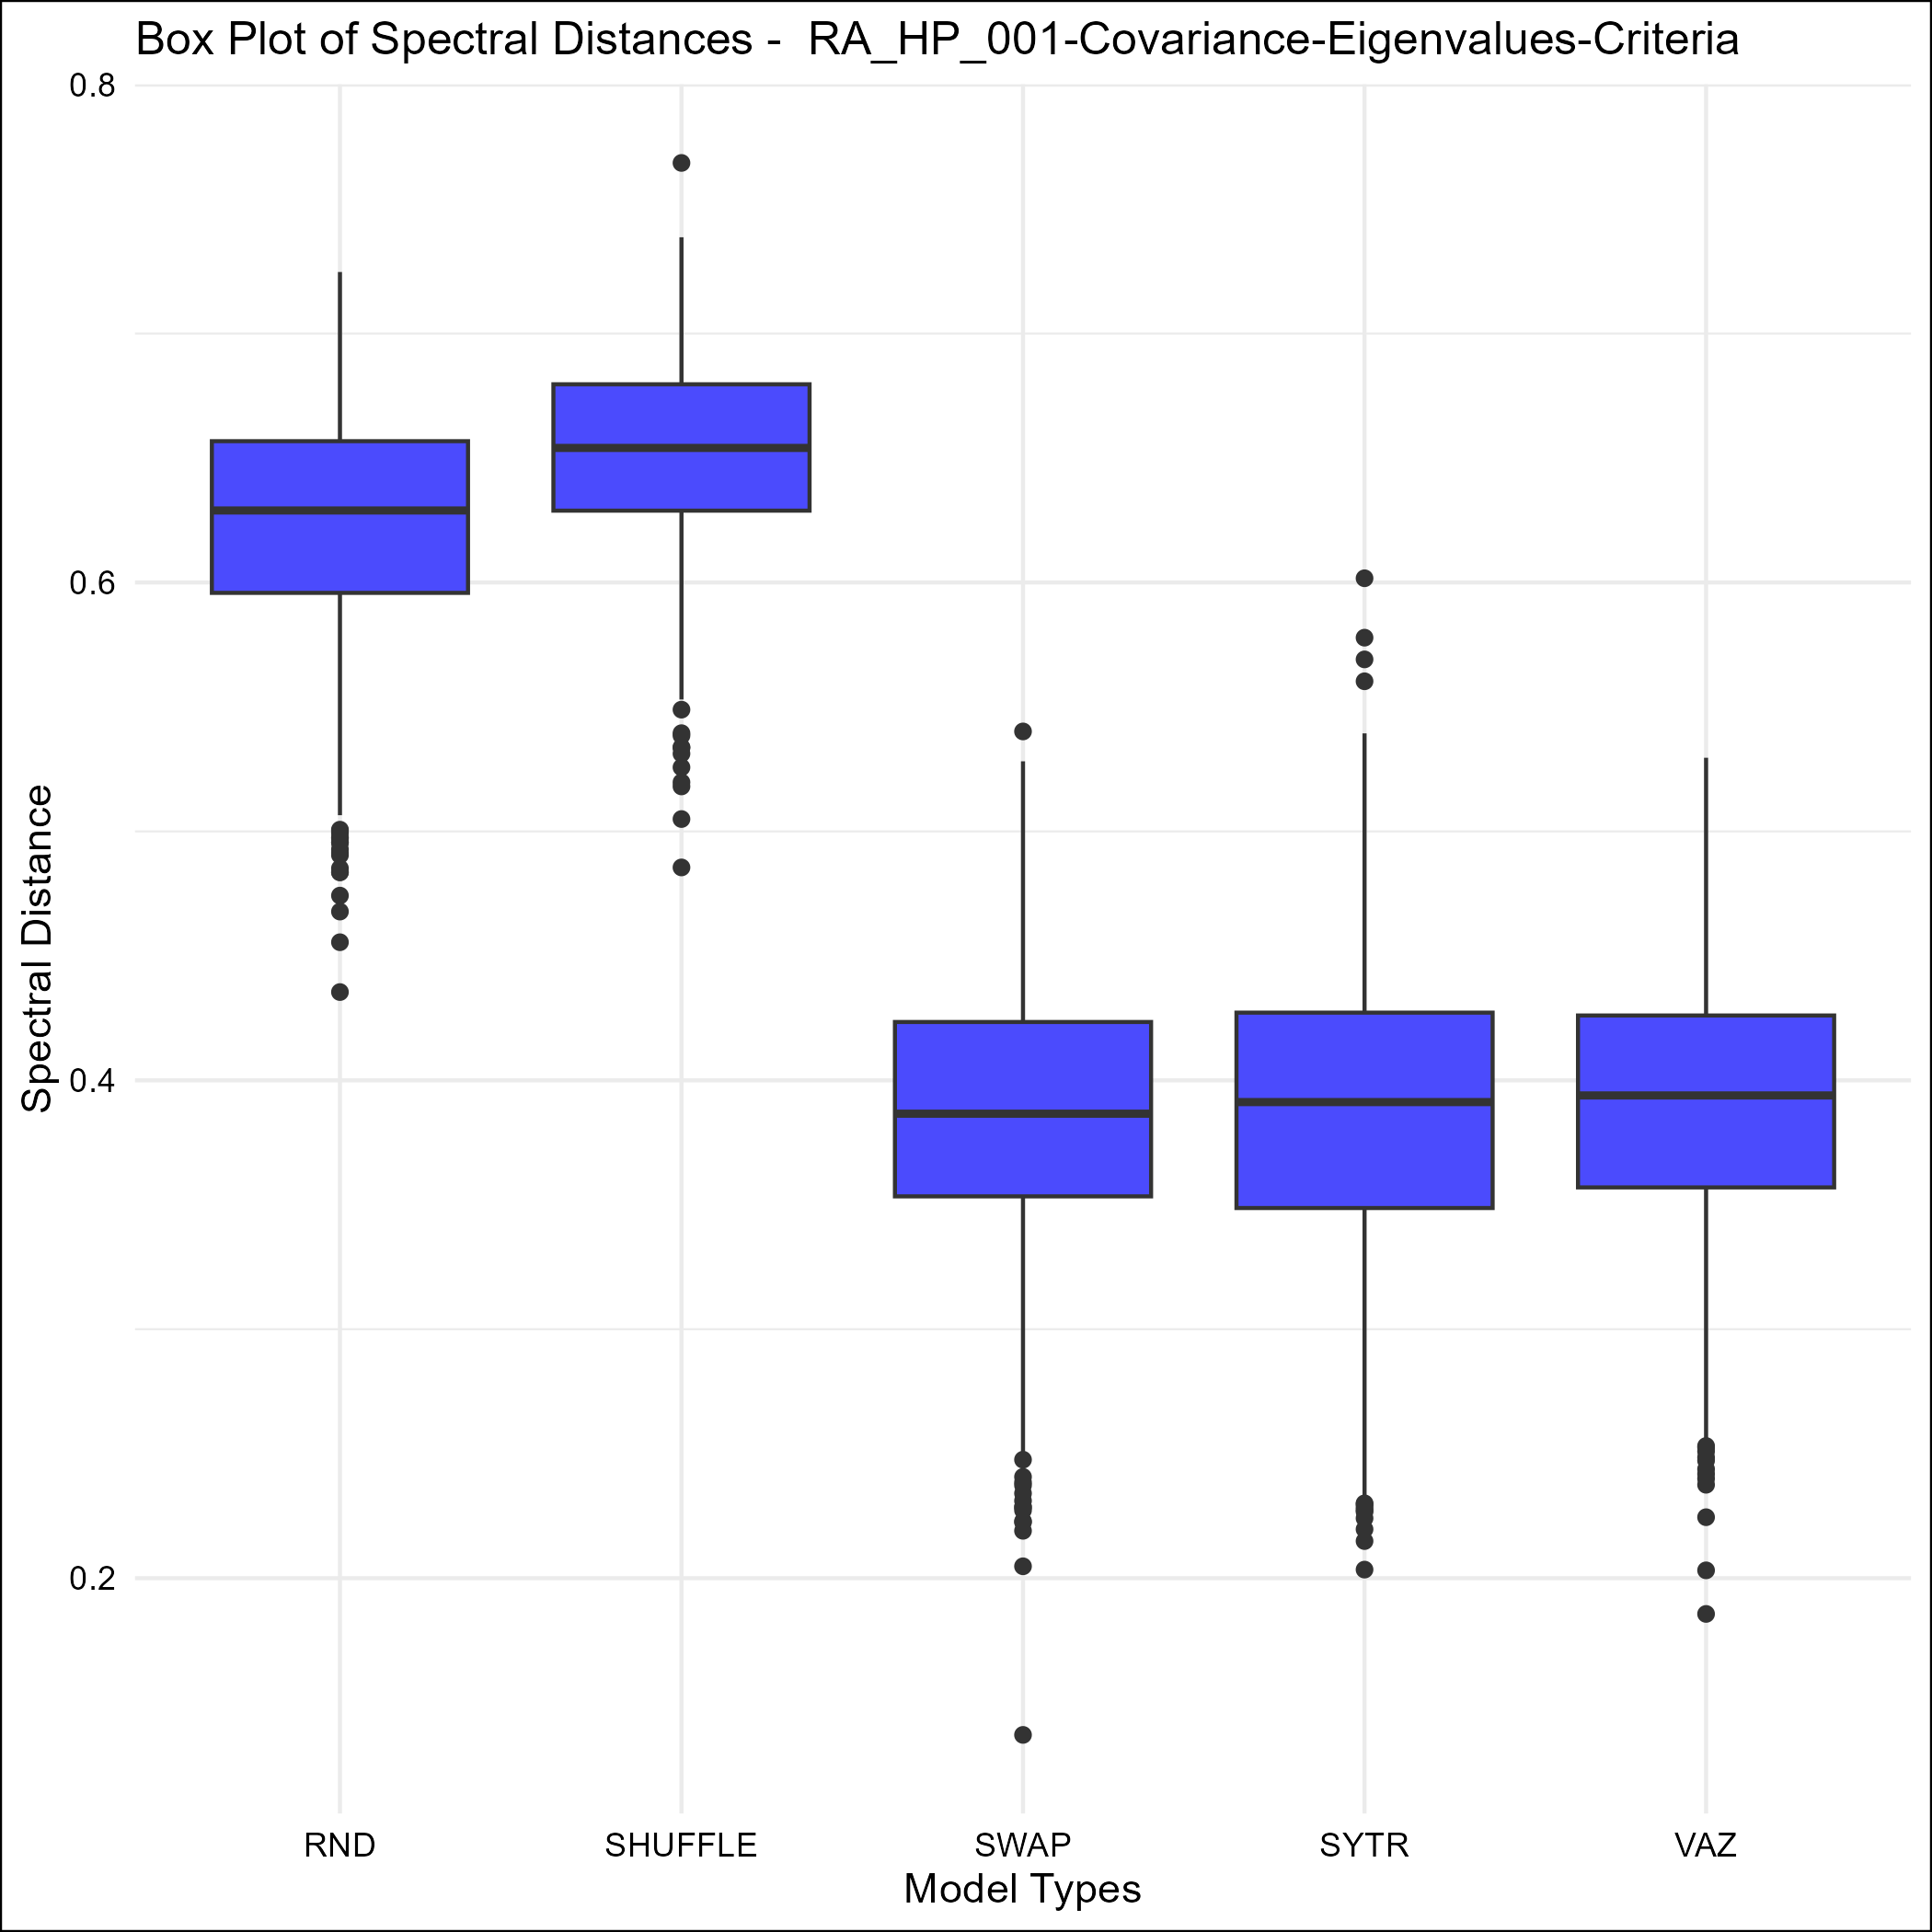 Box Plot of Spectral Distances -  RA_HP_001-Covariance-Eigenvalues-Criteria
0.8
0.6
0.4
0.2
Spectral Distance
RND SHUFFLE SWAP SYTR VAZ
Model Types